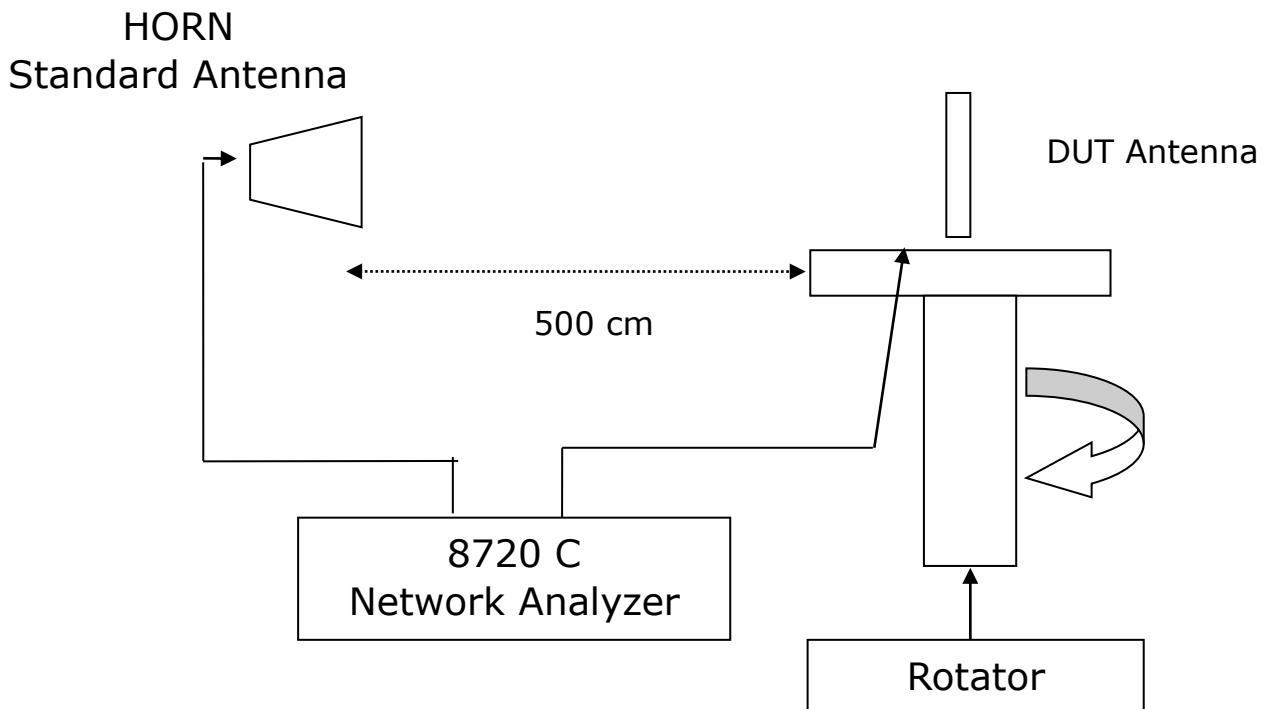 HORN
Standard Antenna
DUT Antenna
500 cm
8720 C
Network Analyzer
Rotator